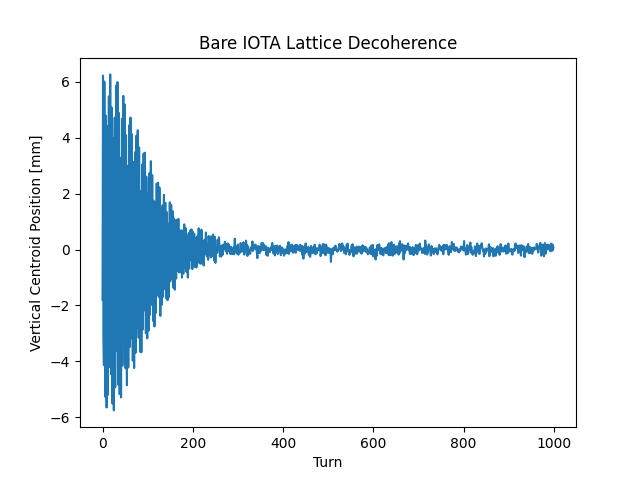 Bare IOTA Lattice Decoherence
Vertical Centroid Position [mm]
6
4
2
0
−2
−4
−6
0 200 400 600 800 1000
Turn